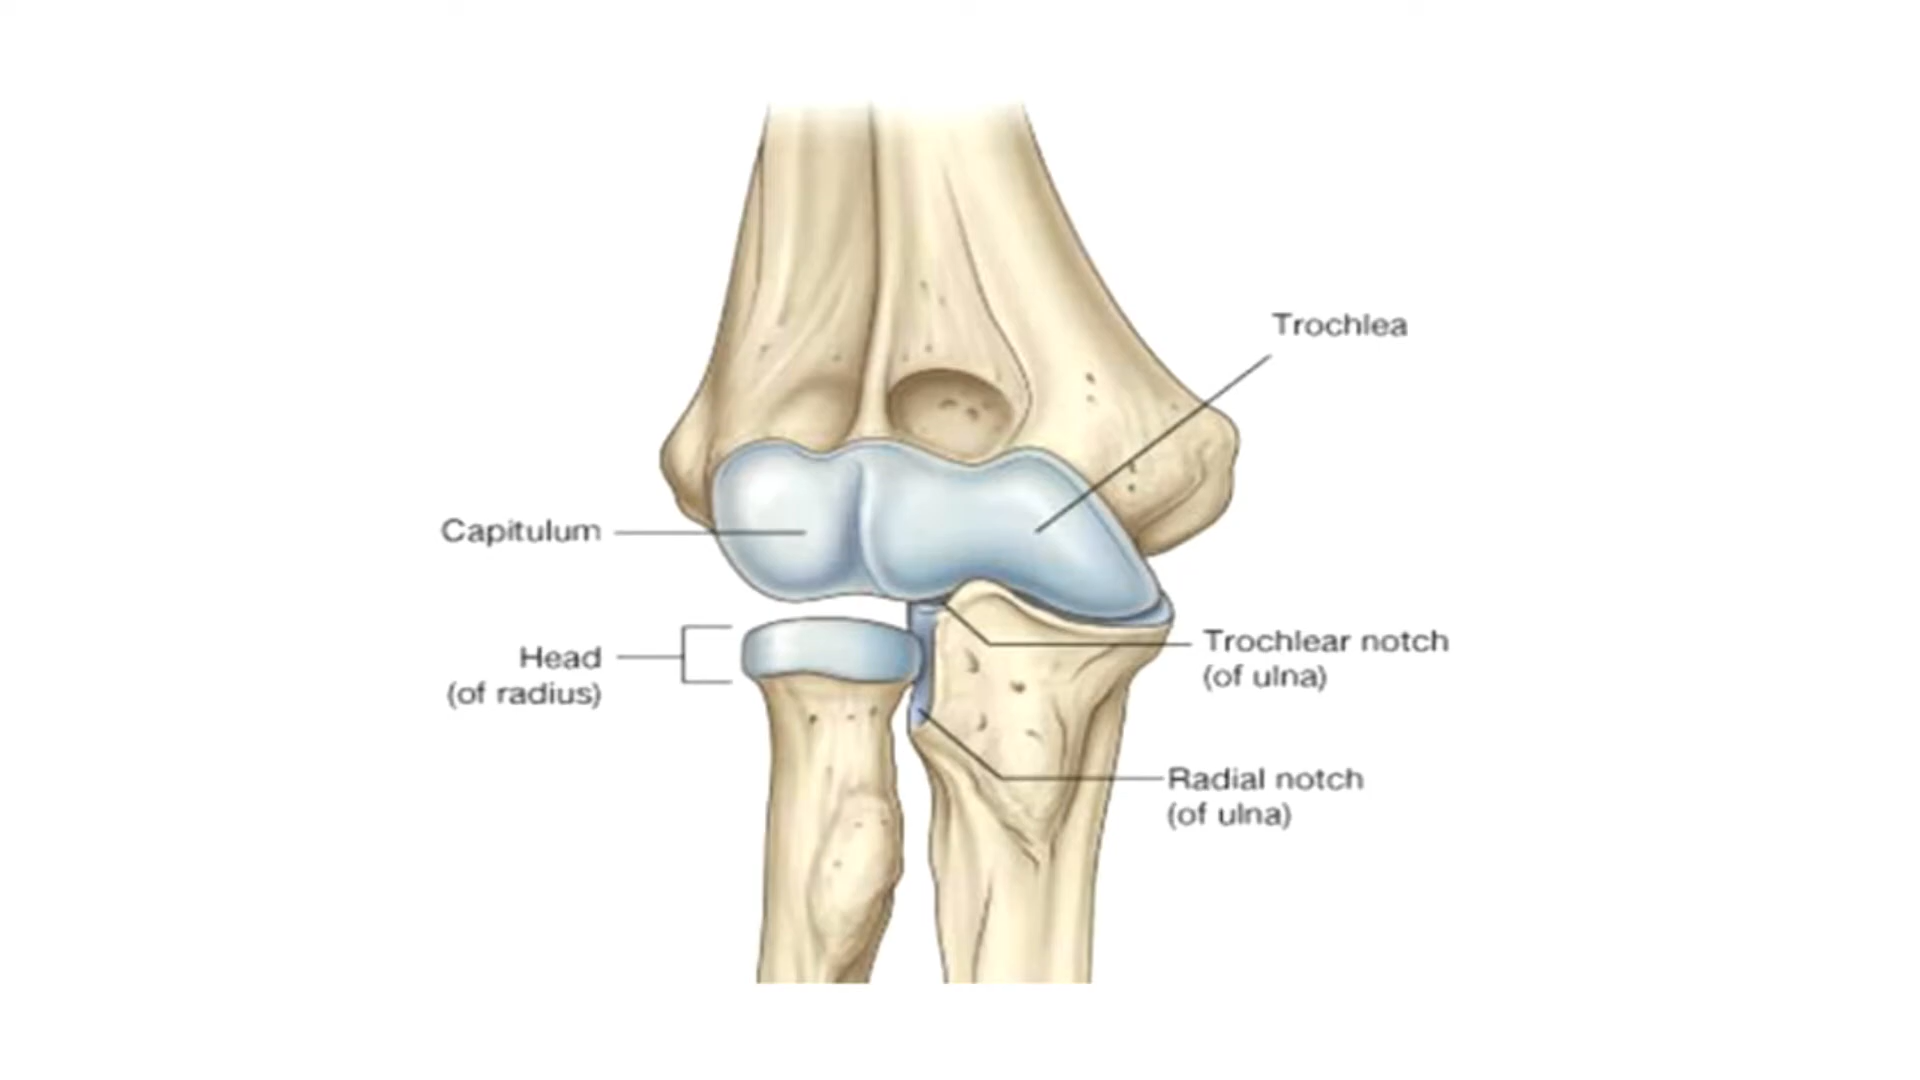 Trochlea
Capitulum
Head
(of radius)
Trochlear notch
(of ulna)
Radial notch
(of ulna)